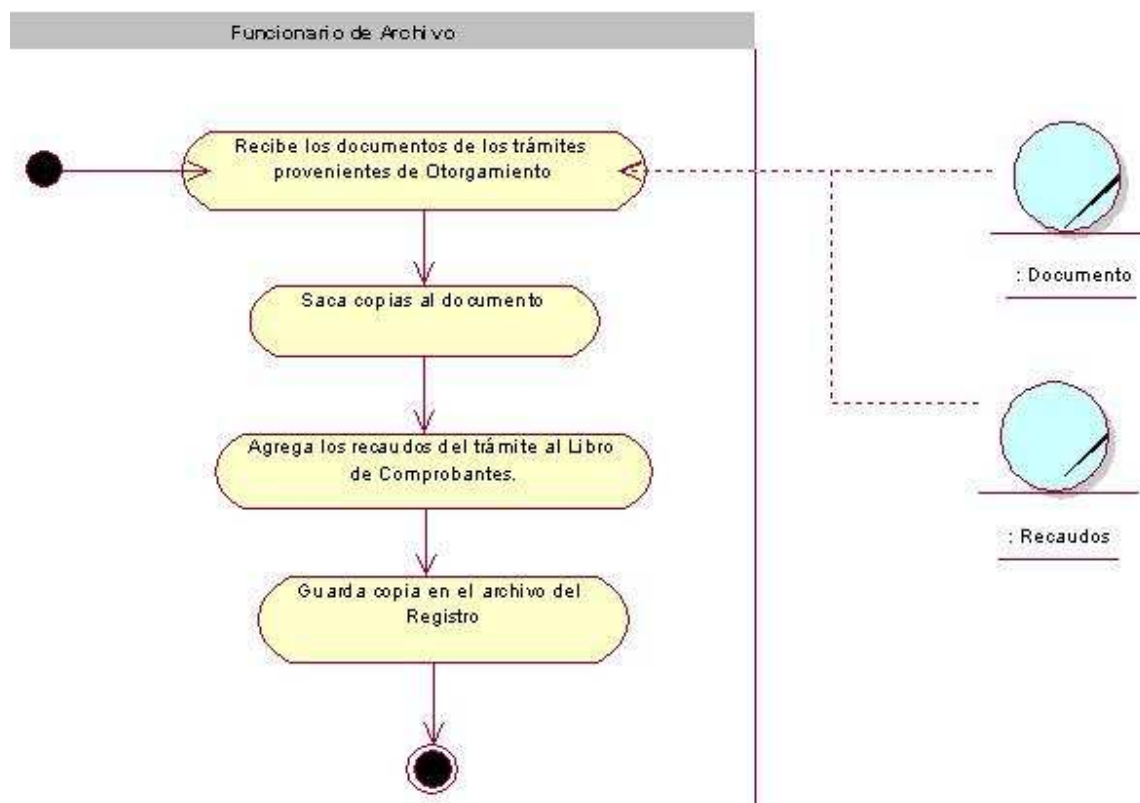 Funcionario de Archivo
Recibe los documentos de los trámites
provenientes de Otorgamiento
Saca copias al documento
: Documento
Agrega los recaudos del trámite al Libro
de Comprobantes.
: Recaudos
Guarda copia en el archivo del
Registro